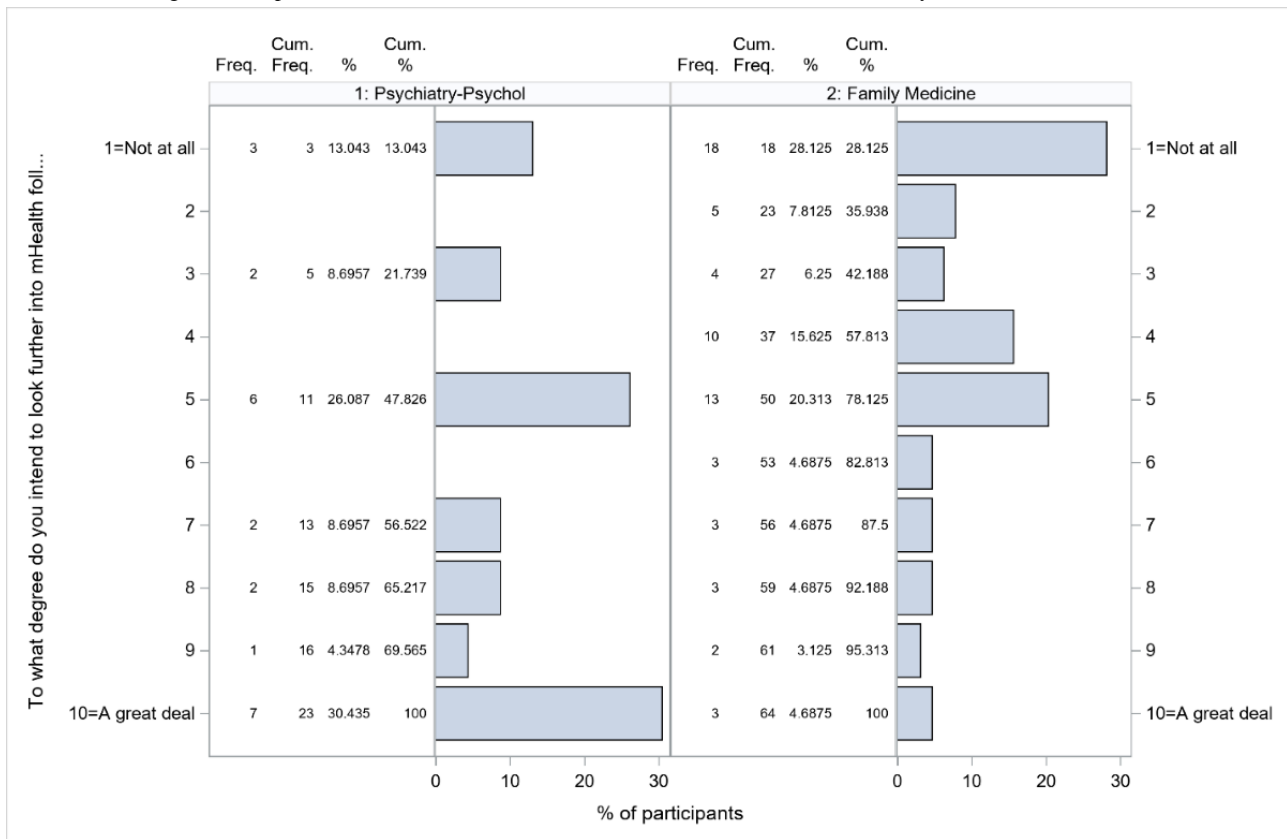 Cum. Cum. Cum. Cum.
Freq. Freq. % % Freq. Freq. % %
1: Psychiatry-Psychol 2: Family Medicine
To what degree do you intend to look further into mHealth foll...
1=Not at all 3 3 13.043 13.043 18 18 28.125 28.125 1=Not at all
2 5 23 7.8125 35.938 2
3 2 5 8.6957 21.739 4 27 6.25 42.188 3
4 10 37 15.625 57.813 4
5 6 11 26.087 47.826 13 50 20.313 78.125 5
6 3 53 4.6875 82.813 6
7 2 13 8.6957 56.522 3 56 4.6875 87.5 7
8 2 15 8.6957 65.217 3 59 4.6875 92.188 8
9 1 16 4.3478 69.565 2 61 3.125 95.313 9
10=A great deal 7 23 30.435 100 3 64 4.6875 100 10=A great deal
0 10 20 30 0 10 20 30
% of participants